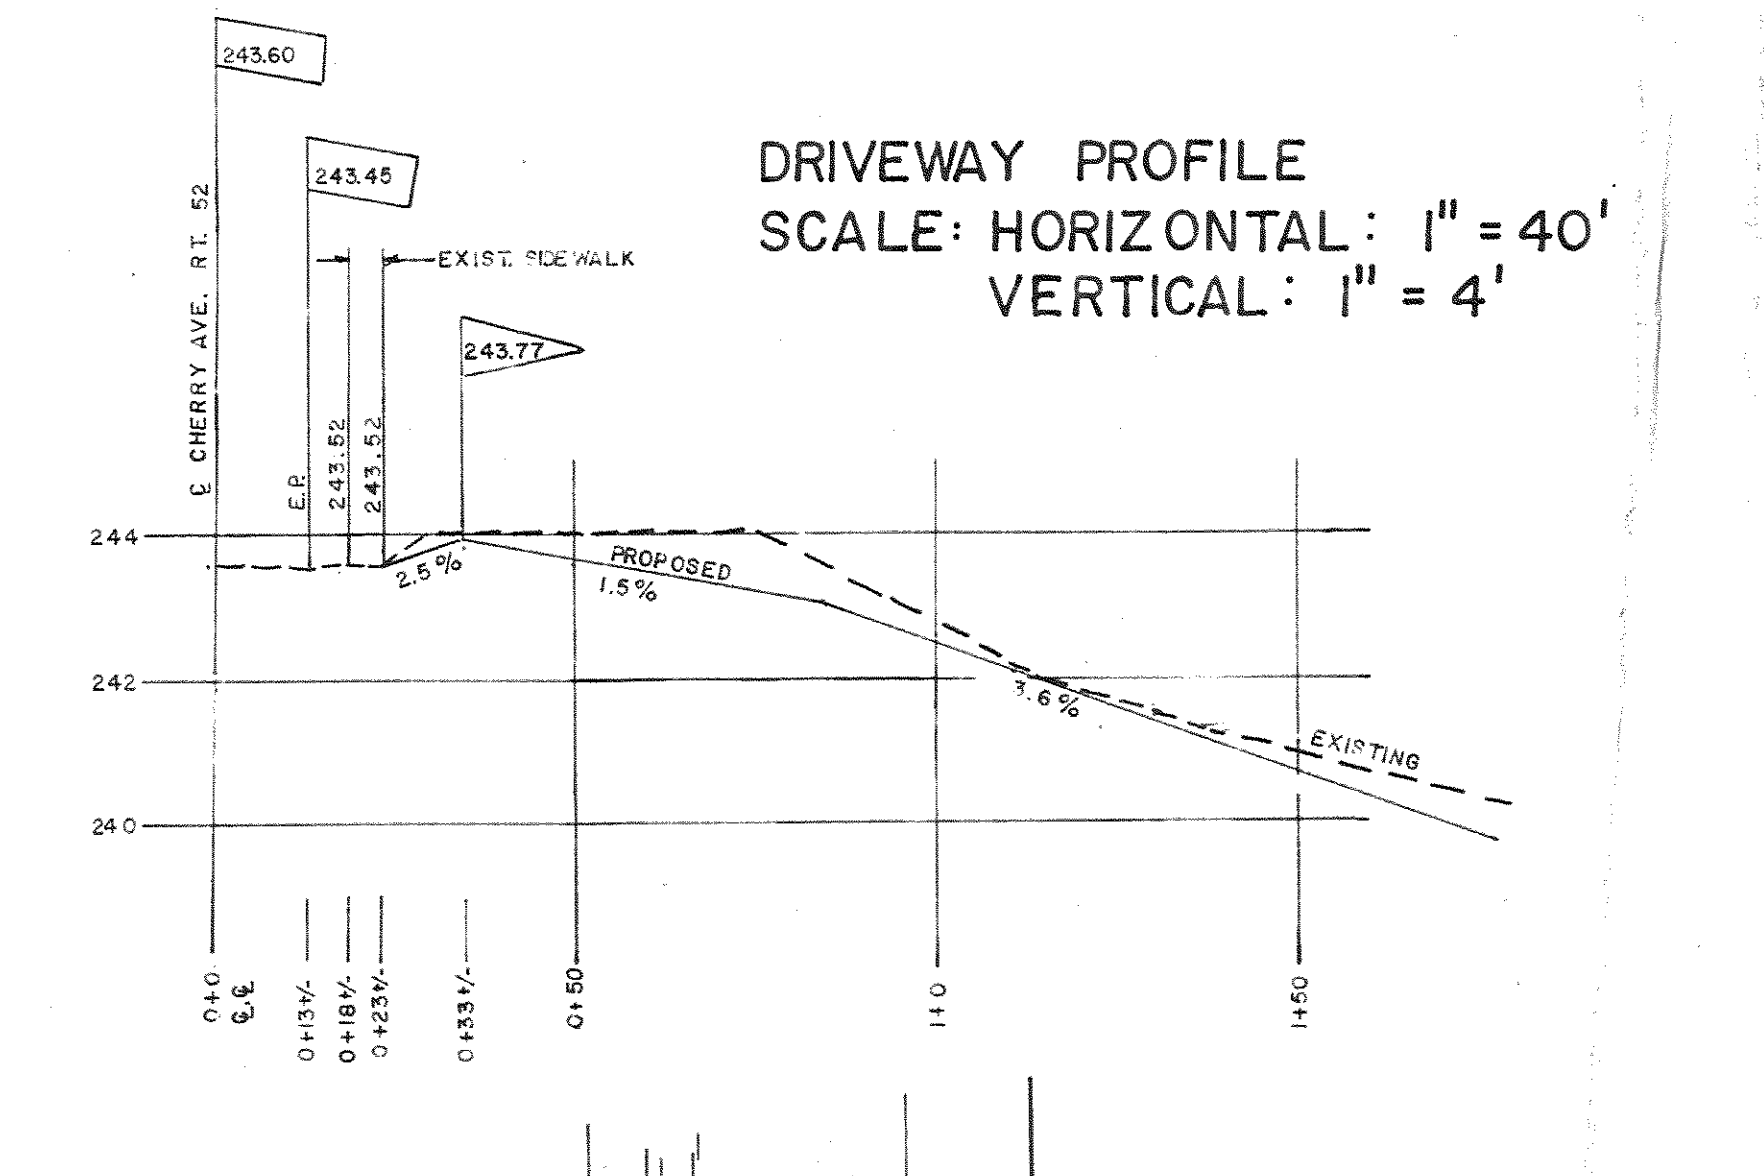 243.60
243.45
℄ CHERRY AVE. RT. 52
DRIVEWAY PROFILE
SCALE: HORIZONTAL: 1" = 40'
VERTICAL: 1" = 4'
EXIST. SIDEWALK
243.77
E.P.
243.52
243.52
244
2.5%
PROPOSED
1.5%
242
3.6%
EXISTING
240
0+0
℄
0+13+/-
0+18+/-
0+23+/-
0+33+/-
0+50
1+0
1+50